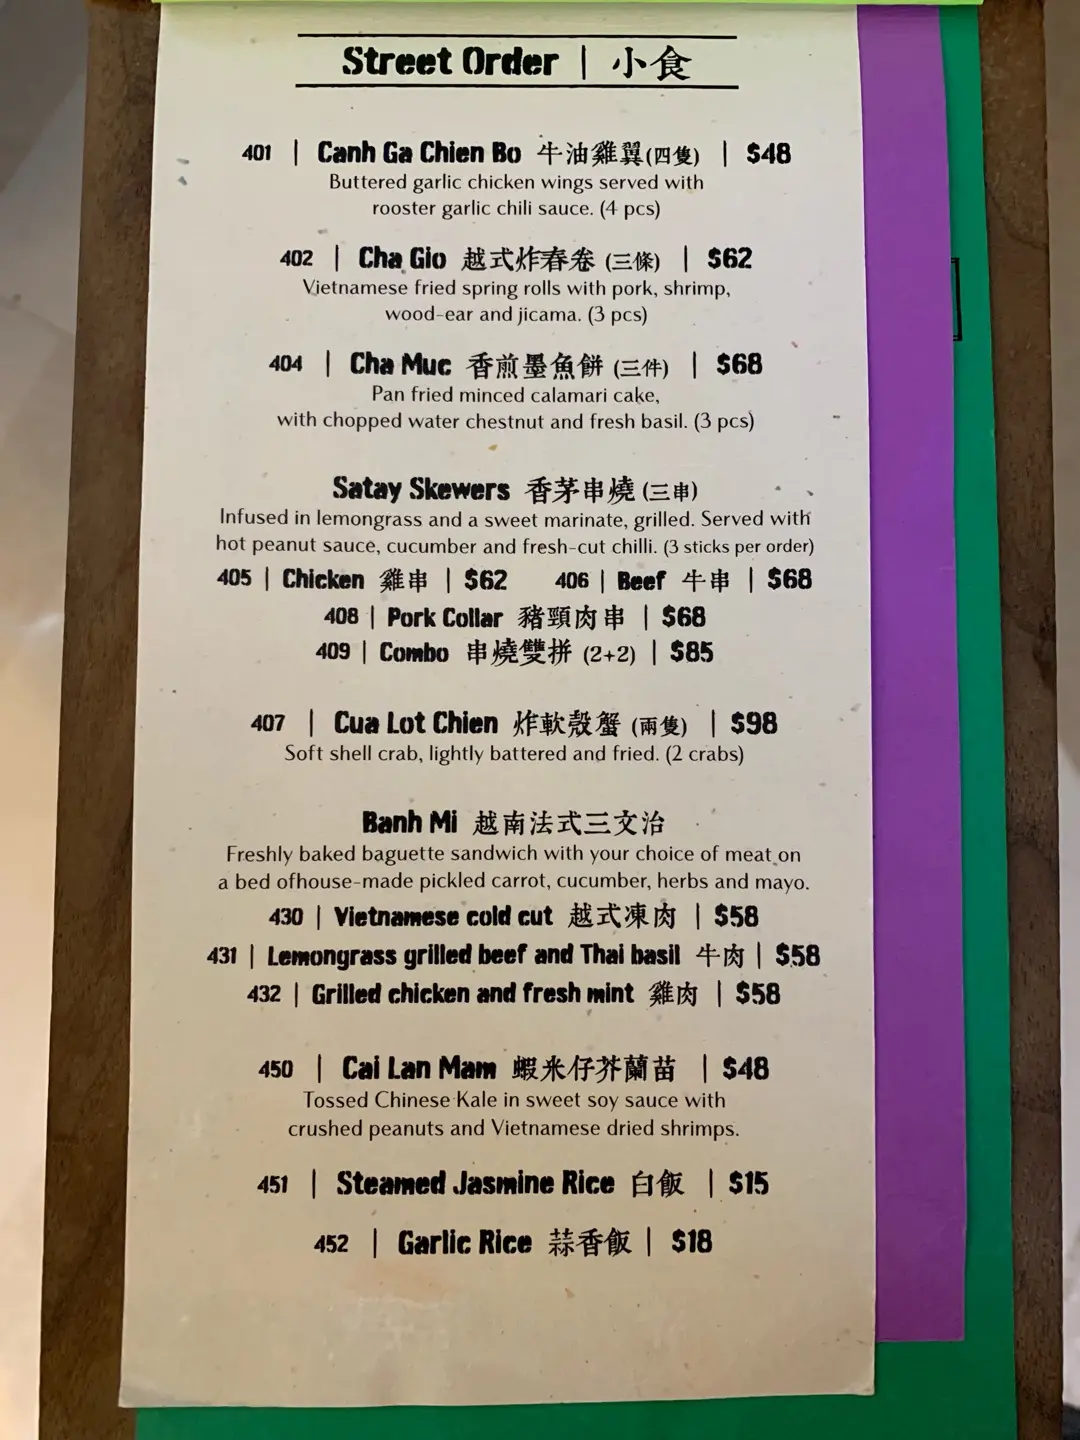 Street Order | 小食
401 | Canh Ga Chien Bo 牛油雞翼(四隻) | $48
Buttered garlic chicken wings served with
rooster garlic chili sauce. (4 pcs)
402 | Cha Gio 越式炸春卷 (三條) | $62
Vietnamese fried spring rolls with pork, shrimp,
wood-ear and jicama. (3 pcs)
404 | Cha Muc 香煎墨魚餅 (三件) | $68
Pan fried minced calamari cake,
with chopped water chestnut and fresh basil. (3 pcs)
Satay Skewers 香茅串燒 (三串)
Infused in lemongrass and a sweet marinate, grilled. Served with
hot peanut sauce, cucumber and fresh-cut chilli. (3 sticks per order)
405 | Chicken 雞串 | $62 406 | Beef 牛串 | $68
408 | Pork Collar 豬頸肉串 | $68
409 | Combo 串燒雙拼 (2+2) | $85
407 | Cua Lot Chien 炸軟殼蟹 (兩隻) | $98
Soft shell crab, lightly battered and fried. (2 crabs)
Banh Mi 越南法式三文治
Freshly baked baguette sandwich with your choice of meat on
a bed ofhouse-made pickled carrot, cucumber, herbs and mayo.
430 | Vietnamese cold cut 越式凍肉 | $58
431 | Lemongrass grilled beef and Thai basil 牛肉 | $58
432 | Grilled chicken and fresh mint 雞肉 | $58
450 | Cai Lan Mam 蝦米仔芥蘭苗 | $48
Tossed Chinese Kale in sweet soy sauce with
crushed peanuts and Vietnamese dried shrimps.
451 | Steamed Jasmine Rice 白飯 | $15
452 | Garlic Rice 蒜香飯 | $18